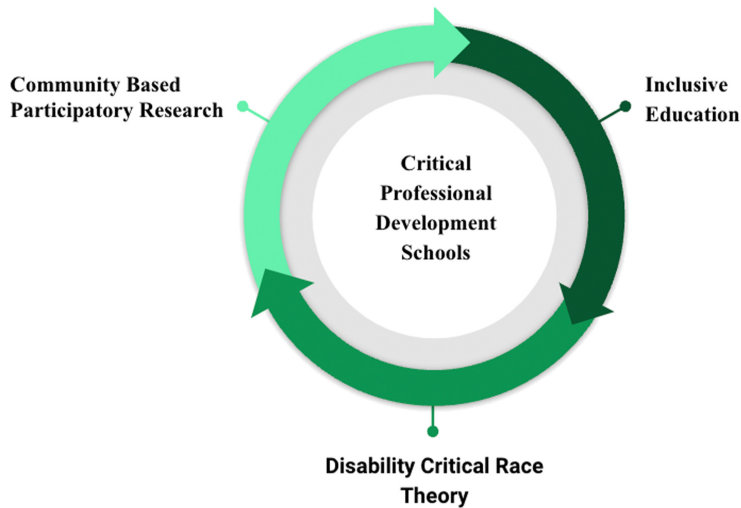 Community Based
Participatory Research
Inclusive
Education
Critical
Professional
Development
Schools
Disability Critical Race
Theory